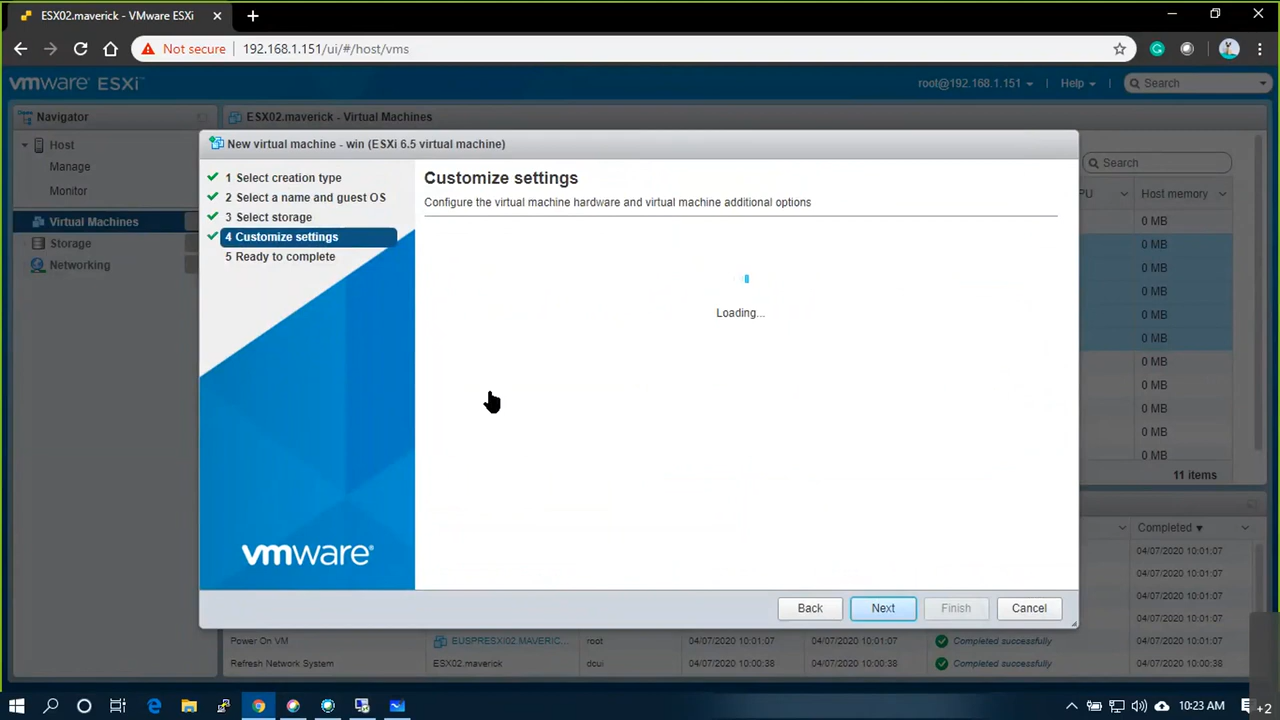 ESX02.maverick - VMware ESXi
Not secure
192.168.1.151/ui/#/host/vms
vmware ESXi™
root@192.168.1.151
Help
Search
Navigator
ESX02.maverick - Virtual Machines
Host
Manage
Monitor
Virtual Machines
Storage
Networking
New virtual machine - win (ESXi 6.5 virtual machine)
1 Select creation type
2 Select a name and guest OS
3 Select storage
4 Customize settings
5 Ready to complete
vmware®
Customize settings
Configure the virtual machine hardware and virtual machine additional options
Loading...
Back
Next
Finish
Cancel
Search
PU
Host memory
0 MB
0 MB
0 MB
0 MB
0 MB
0 MB
0 MB
0 MB
0 MB
0 MB
0 MB
11 items
Completed
04/07/2020 10:01:07
04/07/2020 10:01:07
04/07/2020 10:01:07
04/07/2020 10:01:07
Power On VM
EUSPRESXI02.MAVERIC...
root
04/07/2020 10:01:07
04/07/2020 10:01:07
Completed successfully
04/07/2020 10:01:07
Refresh Network System
ESX02.maverick
dcui
04/07/2020 10:00:38
04/07/2020 10:00:38
Completed successfully
04/07/2020 10:00:38
10:23 AM
+2